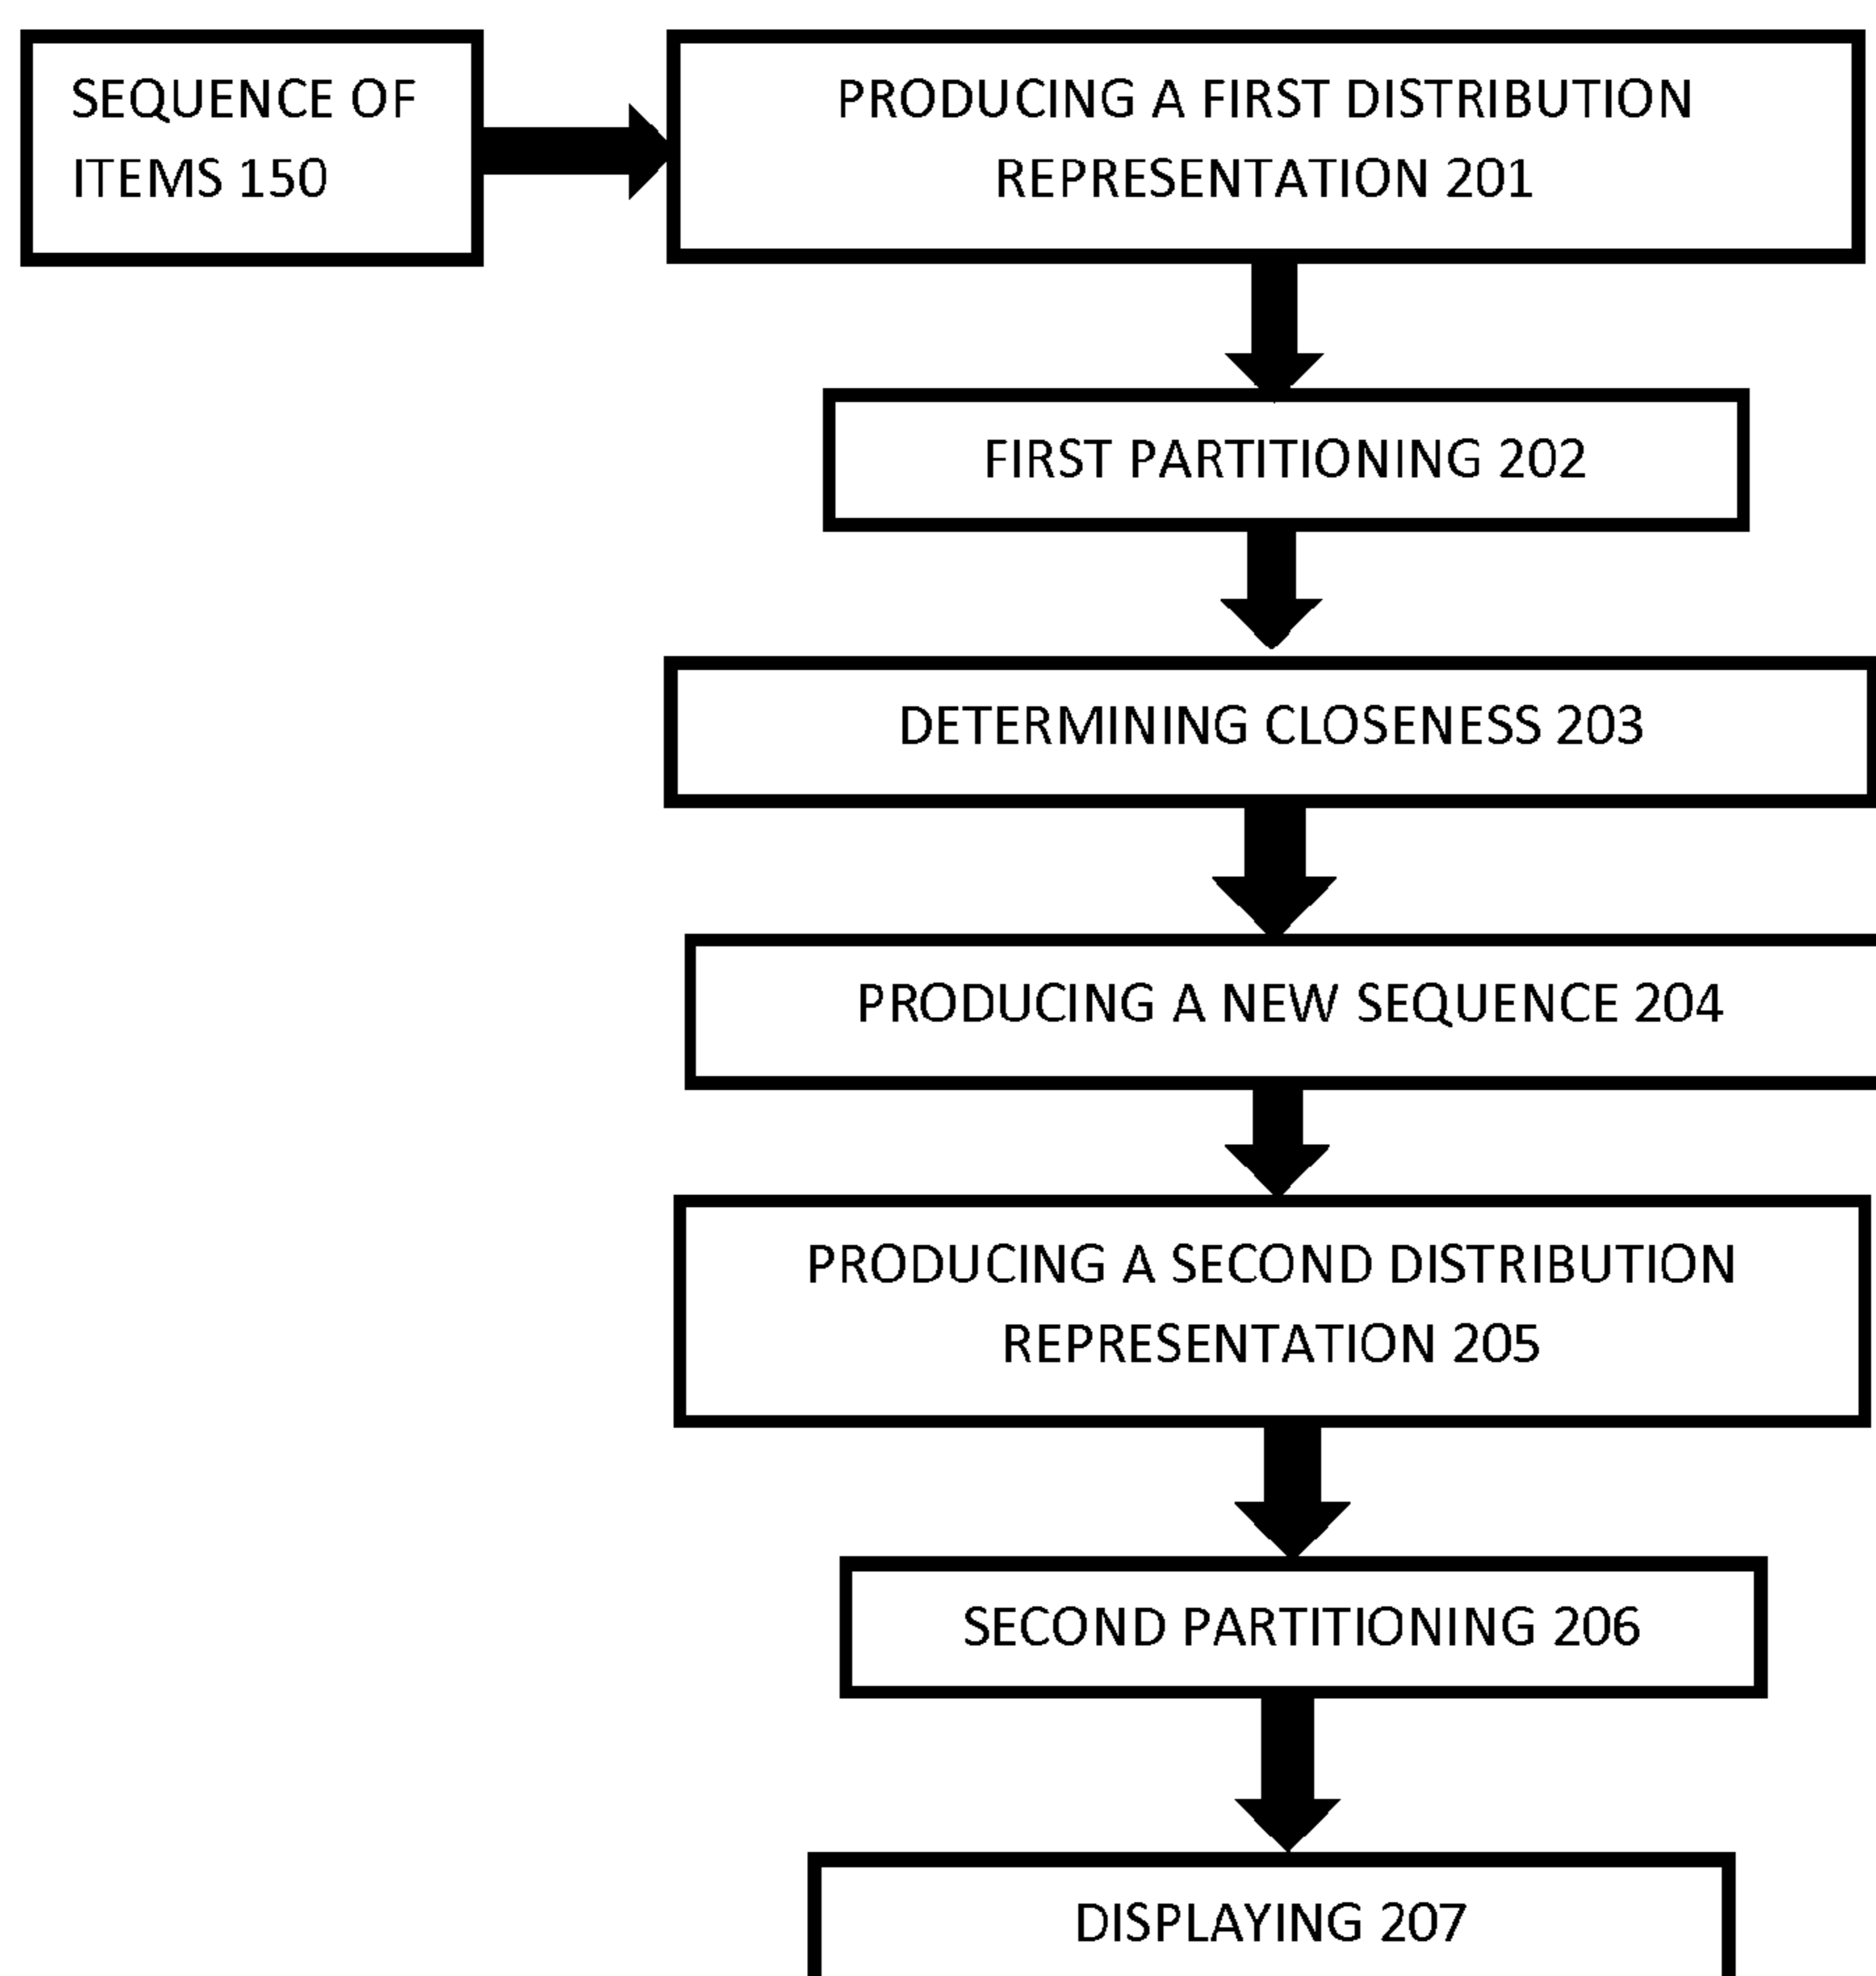 SEQUENCE OF
ITEMS 150
PRODUCING A FIRST DISTRIBUTION
REPRESENTATION 201
FIRST PARTITIONING 202
DETERMINING CLOSENESS 203
PRODUCING A NEW SEQUENCE 204
PRODUCING A SECOND DISTRIBUTION
REPRESENTATION 205
SECOND PARTITIONING 206
DISPLAYING 207